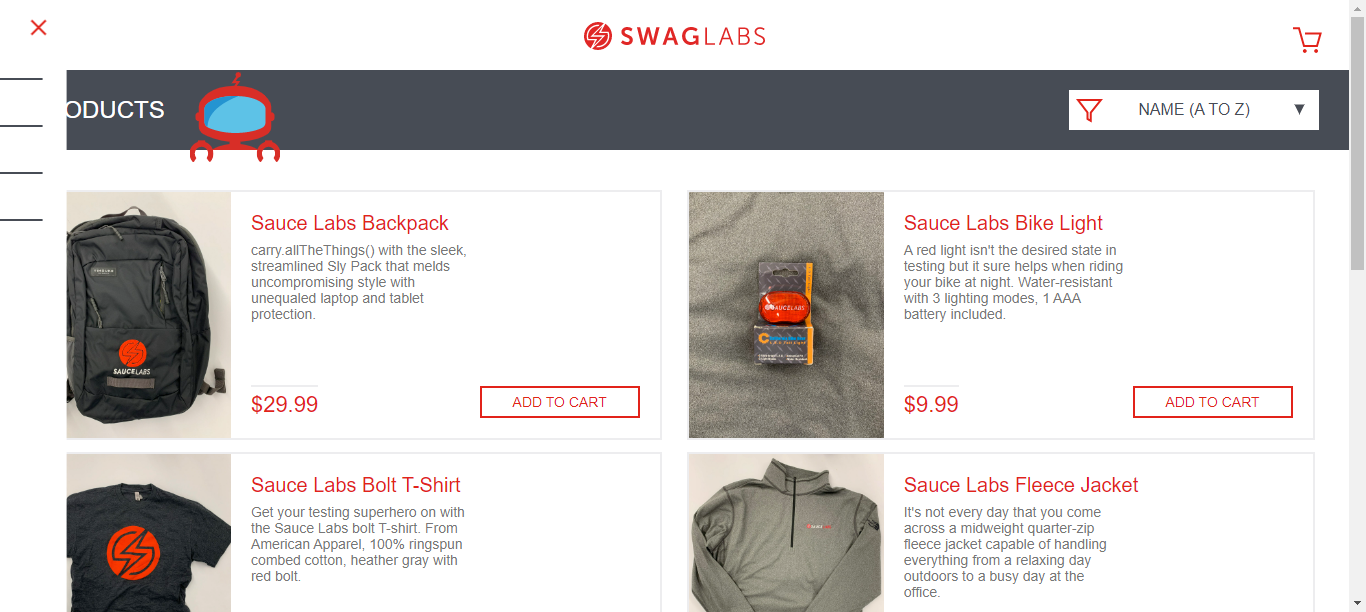 SWAGLABS
ODUCTS
NAME (A TO Z)
Sauce Labs Backpack
carry.allTheThings() with the sleek,
streamlined Sly Pack that melds
uncompromising style with
unequaled laptop and tablet
protection.
$29.99
ADD TO CART
SAUCELABS
Sauce Labs Bike Light
A red light isn't the desired state in
testing but it sure helps when riding
your bike at night. Water-resistant
with 3 lighting modes, 1 AAA
battery included.
$9.99
ADD TO CART
SAUCELABS
Sauce Labs Bolt T-Shirt
Get your testing superhero on with
the Sauce Labs bolt T-shirt. From
American Apparel, 100% ringspun
combed cotton, heather gray with
red bolt.
Sauce Labs Fleece Jacket
It's not every day that you come
across a midweight quarter-zip
fleece jacket capable of handling
everything from a relaxing day
outdoors to a busy day at the
office.